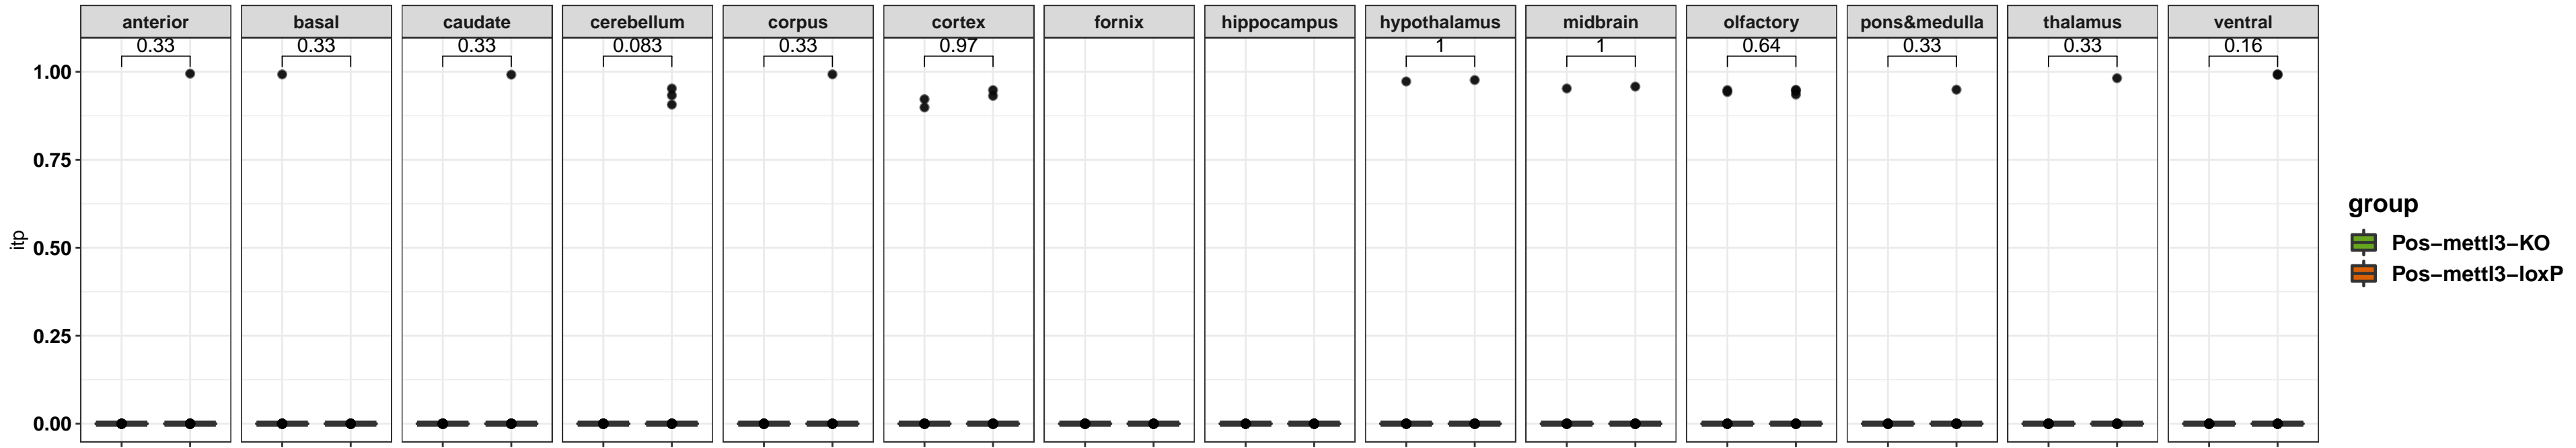 anterior basal caudate cerebellum corpus cortex fornix hippocampus hypothalamus midbrain olfactory pons&medulla thalamus ventral
0.33 0.33 0.33 0.083 0.33 0.97 1 1 0.64 0.33 0.33 0.16
1.00
0.75
0.50
0.25
0.00
itp
group
Pos−mettl3−KO
Pos−mettl3−loxP